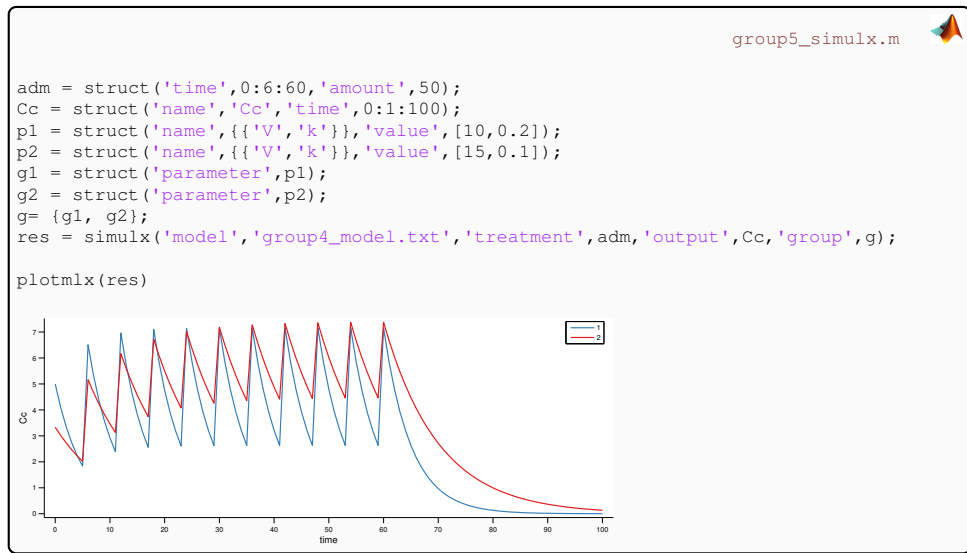 group5_simulx.m
adm = struct('time',0:6:60,'amount',50);
Cc = struct('name','Cc','time',0:1:100);
p1 = struct('name',{{'V','k'}},'value',[10,0.2]);
p2 = struct('name',{{'V','k'}},'value',[15,0.1]);
g1 = struct('parameter',p1);
g2 = struct('parameter',p2);
g= {g1, g2};
res = simulx('model','group4_model.txt','treatment',adm,'output',Cc,'group',g);
plotmlx(res)
1
2
7
6
5
4
3
2
1
0
Cc
0 10 20 30 40 50 60 70 80 90 100
time